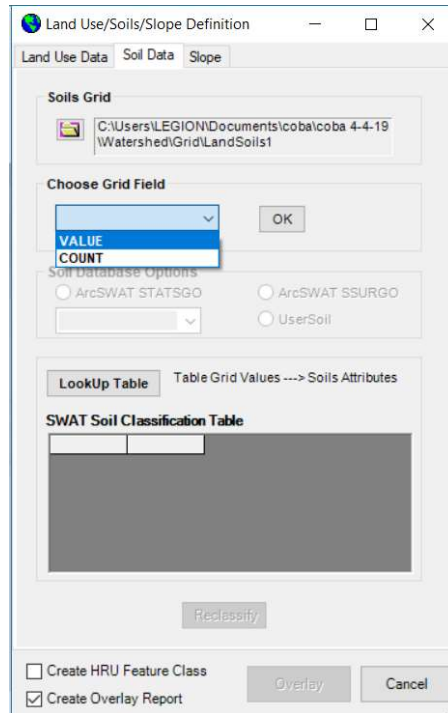 Land Use/Soils/Slope Definition
Land Use Data Soil Data Slope
Soils Grid
C:\Users\LEGION\Documents\coba\coba 4-4-19
\Watershed\Grid\LandSoils1
Choose Grid Field
OK
VALUE
COUNT
Soil Database Options
ArcSWAT STATSGO ArcSWAT SSURGO
UserSoil
LookUp Table Table Grid Values ---> Soils Attributes
SWAT Soil Classification Table
Reclassify
Create HRU Feature Class
Create Overlay Report
Overlay Cancel